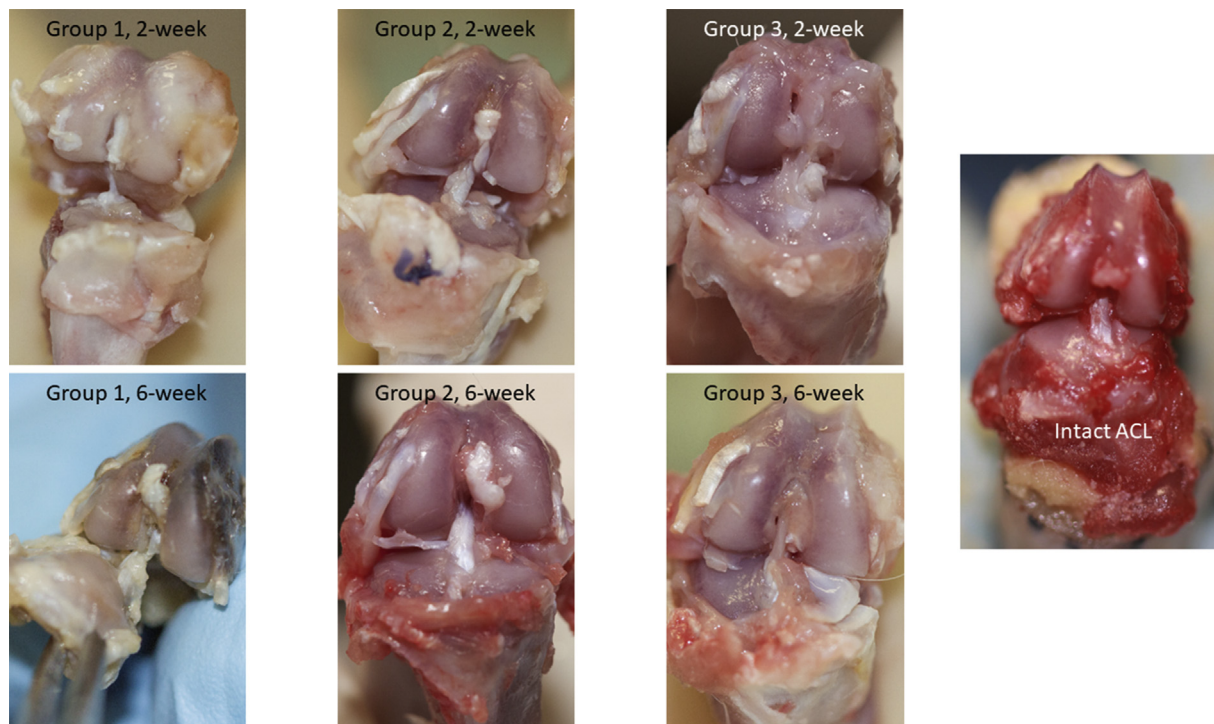 Group 1, 2-week
Group 2, 2-week
Group 3, 2-week
Group 1, 6-week
Group 2, 6-week
Group 3, 6-week
Intact ACL